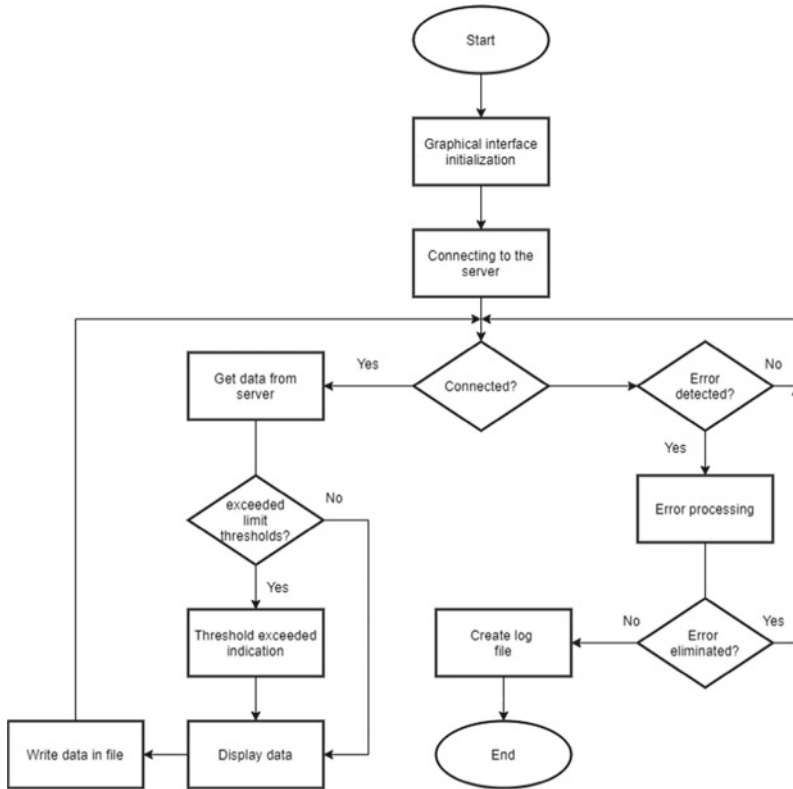 Start
Graphical interface
initialization
Connecting to the
server
Yes
No
Get data from
server
Connected?
Error
detected?
Yes
No
exceeded
limit
thresholds?
Error processing
Yes
Threshold exceeded
indication
Create log
file
No
Error
eliminated?
Yes
Write data in file
Display data
End